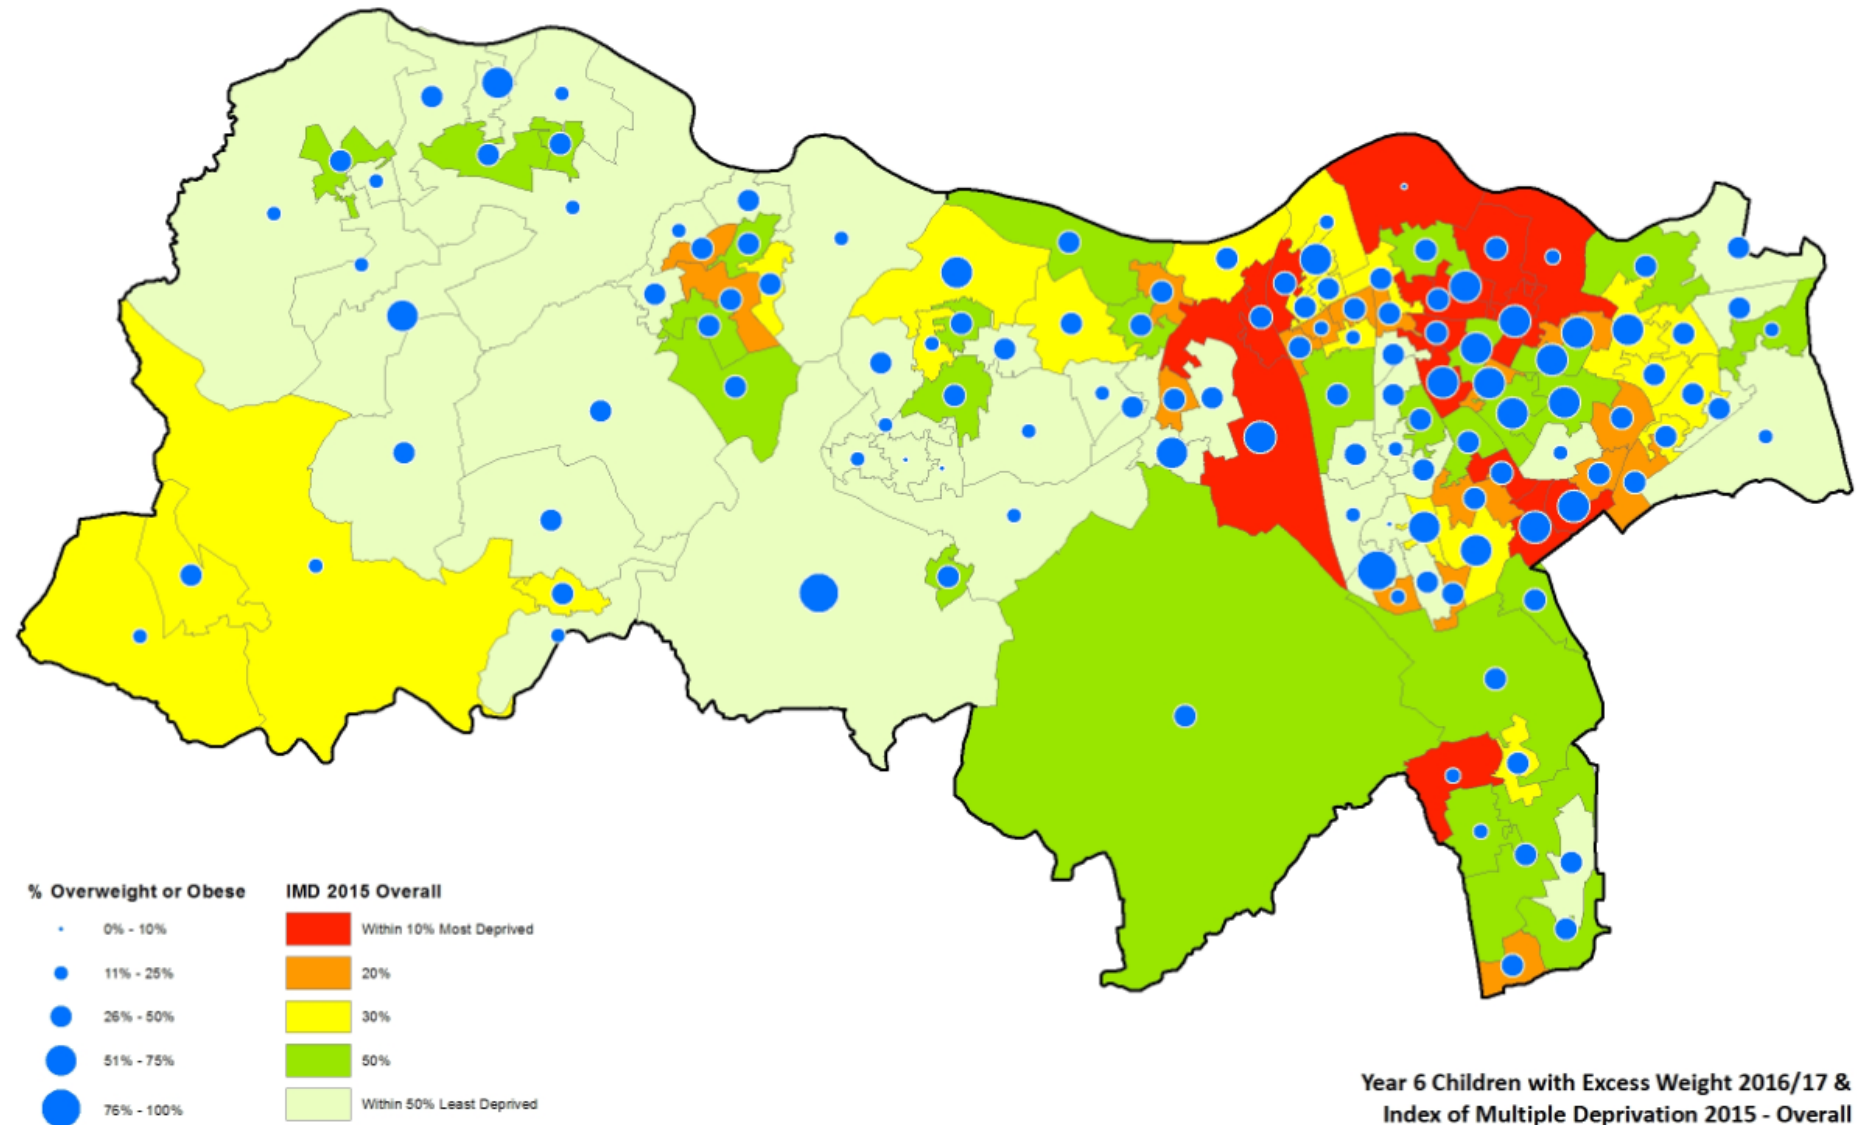 % Overweight or Obese
0% - 10%
11% - 25%
26% - 50%
51% - 75%
76% - 100%
IMD 2015 Overall
Within 10% Most Deprived
20%
30%
50%
Within 50% Least Deprived
Year 6 Children with Excess Weight 2016/17 &
Index of Multiple Deprivation 2015 - Overall